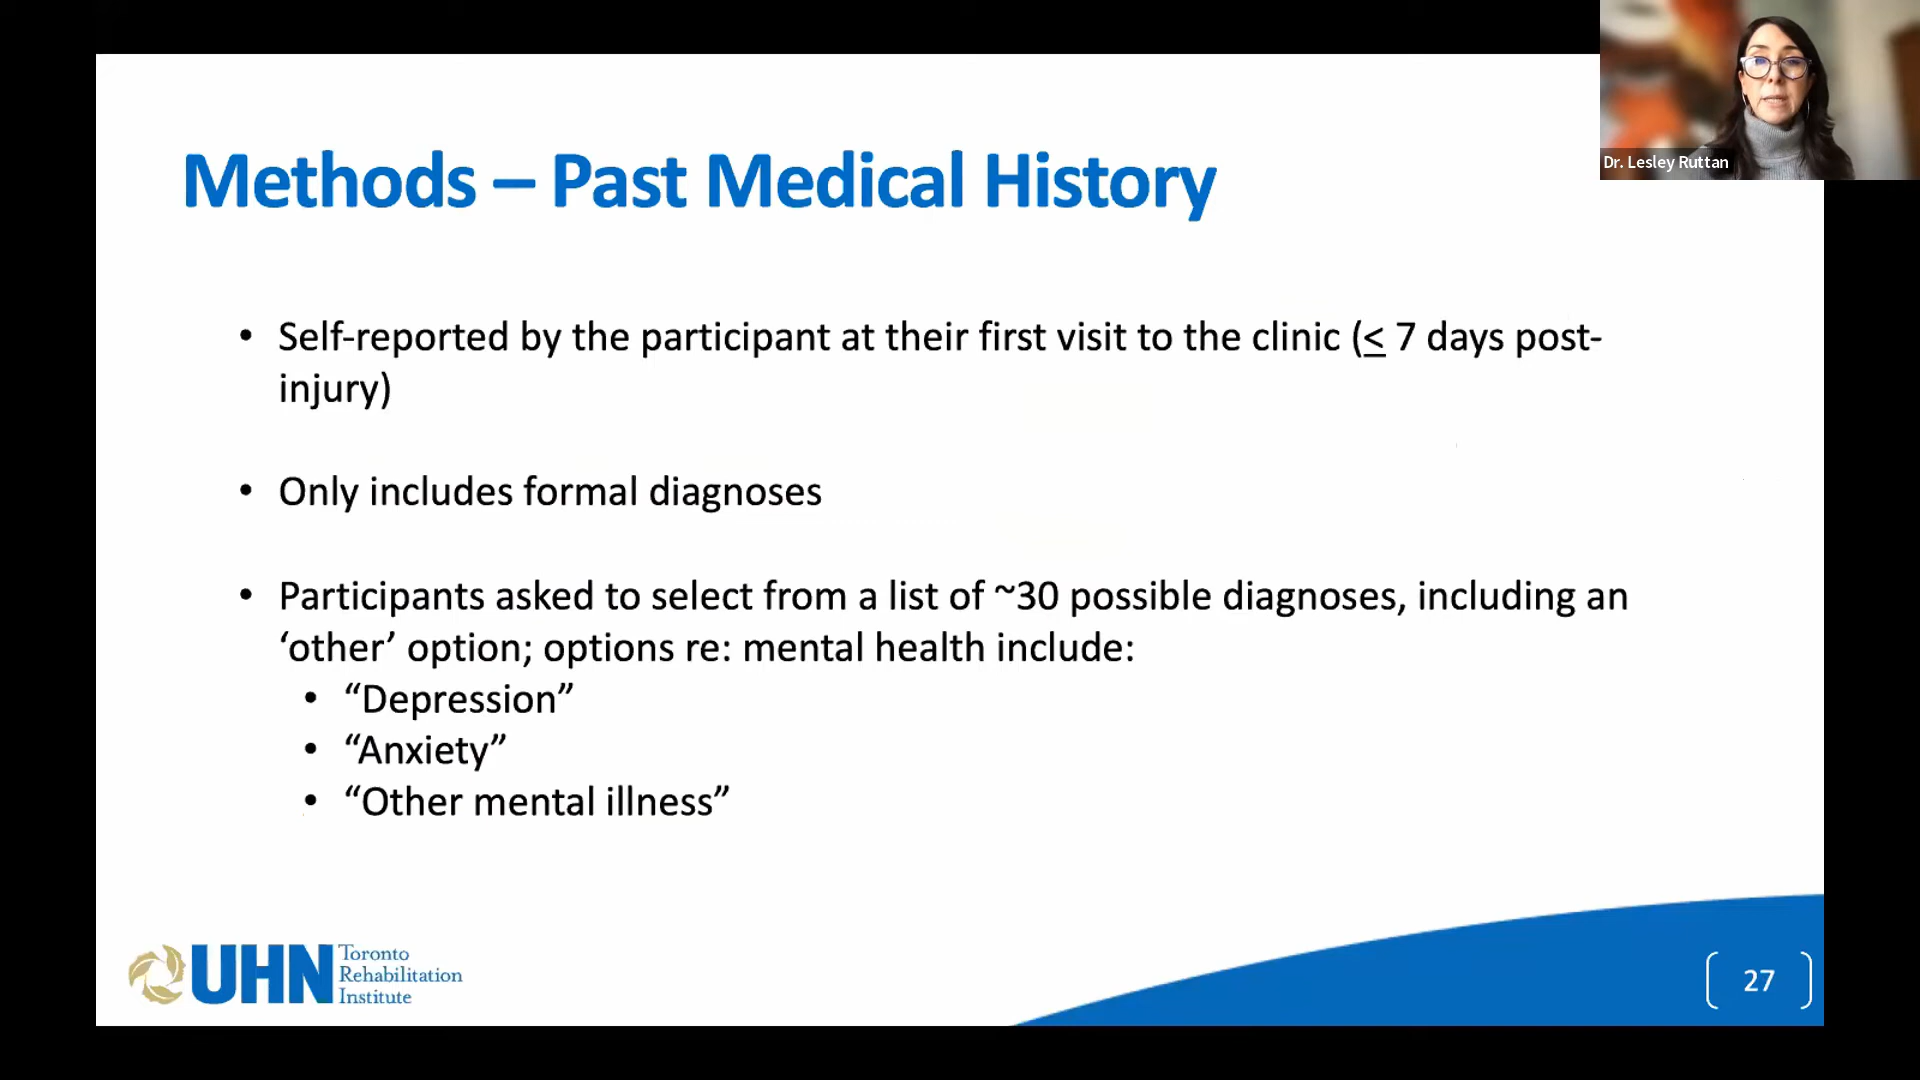 Methods – Past Medical History
Dr. Lesley Ruttan
• Self-reported by the participant at their first visit to the clinic (≤ 7 days post-
injury)
• Only includes formal diagnoses
• Participants asked to select from a list of ~30 possible diagnoses, including an
‘other’ option; options re: mental health include:
• “Depression”
• “Anxiety”
• “Other mental illness”
UHN
Toronto
Rehabilitation
Institute
27